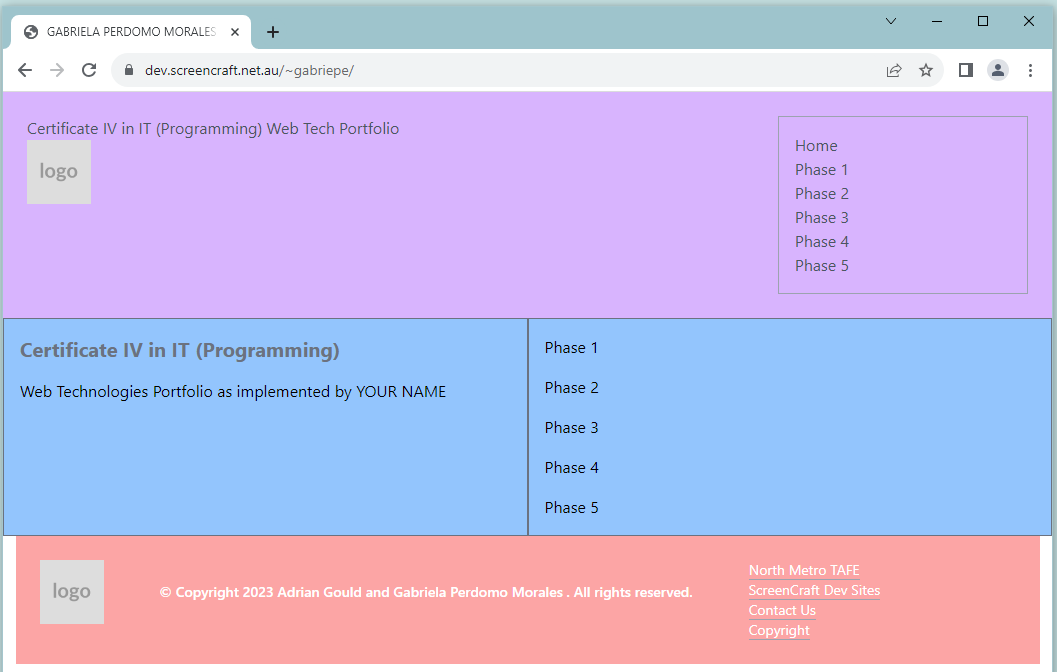 GABRIELA PERDOMO MORALES
dev.screencraft.net.au/~gabriepe/
Certificate IV in IT (Programming) Web Tech Portfolio
logo
Home
Phase 1
Phase 2
Phase 3
Phase 4
Phase 5
Certificate IV in IT (Programming)
Web Technologies Portfolio as implemented by YOUR NAME
Phase 1
Phase 2
Phase 3
Phase 4
Phase 5
logo
© Copyright 2023 Adrian Gould and Gabriela Perdomo Morales . All rights reserved.
North Metro TAFE
ScreenCraft Dev Sites
Contact Us
Copyright